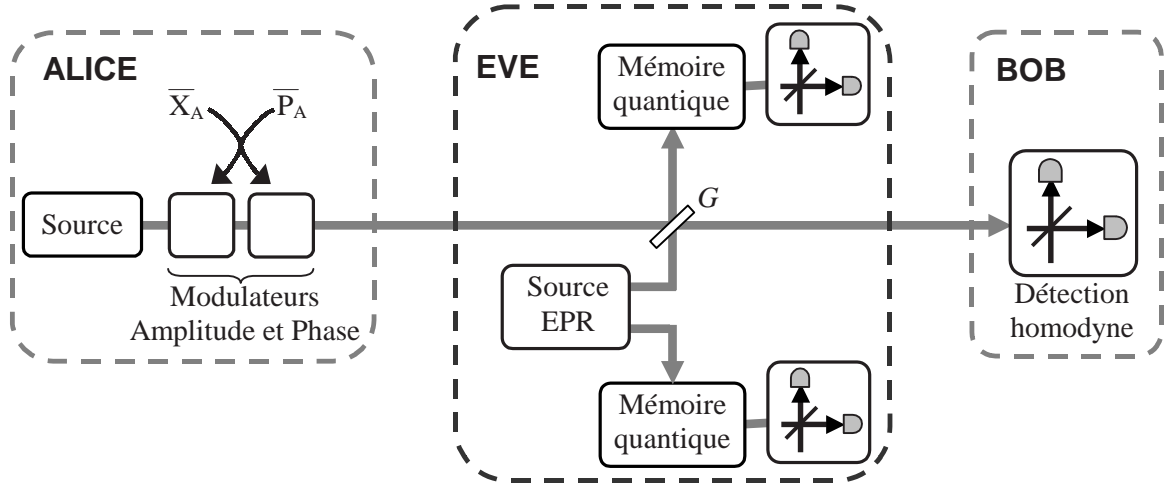 ALICE
X̅A P̅A
Source
Modulateurs
Amplitude et Phase
EVE
Mémoire
quantique
G
Source
EPR
Mémoire
quantique
BOB
Détection
homodyne